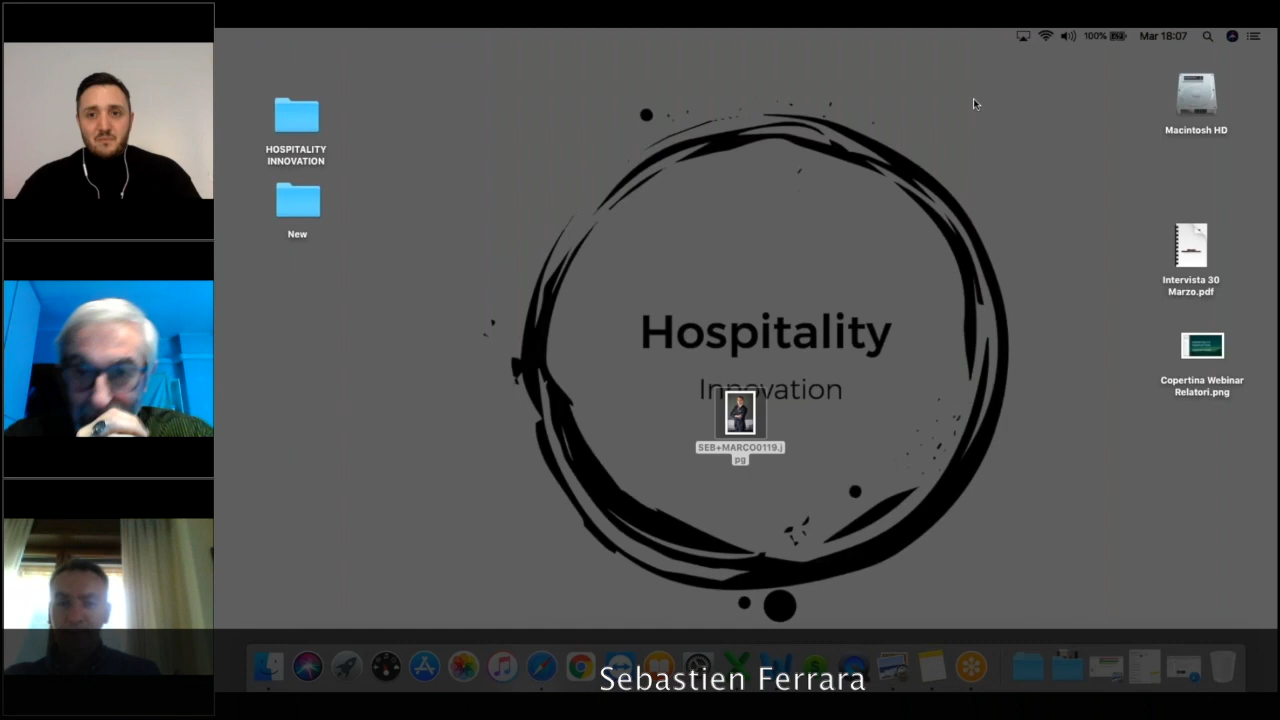 100%
Mar 18:07
HOSPITALITY
INNOVATION
New
Macintosh HD
Intervista 30
Marzo.pdf
Copertina Webinar
Relatori.png
Hospitality
Innovation
SEB+MARCO0119.j
pg
Sebastien Ferrara